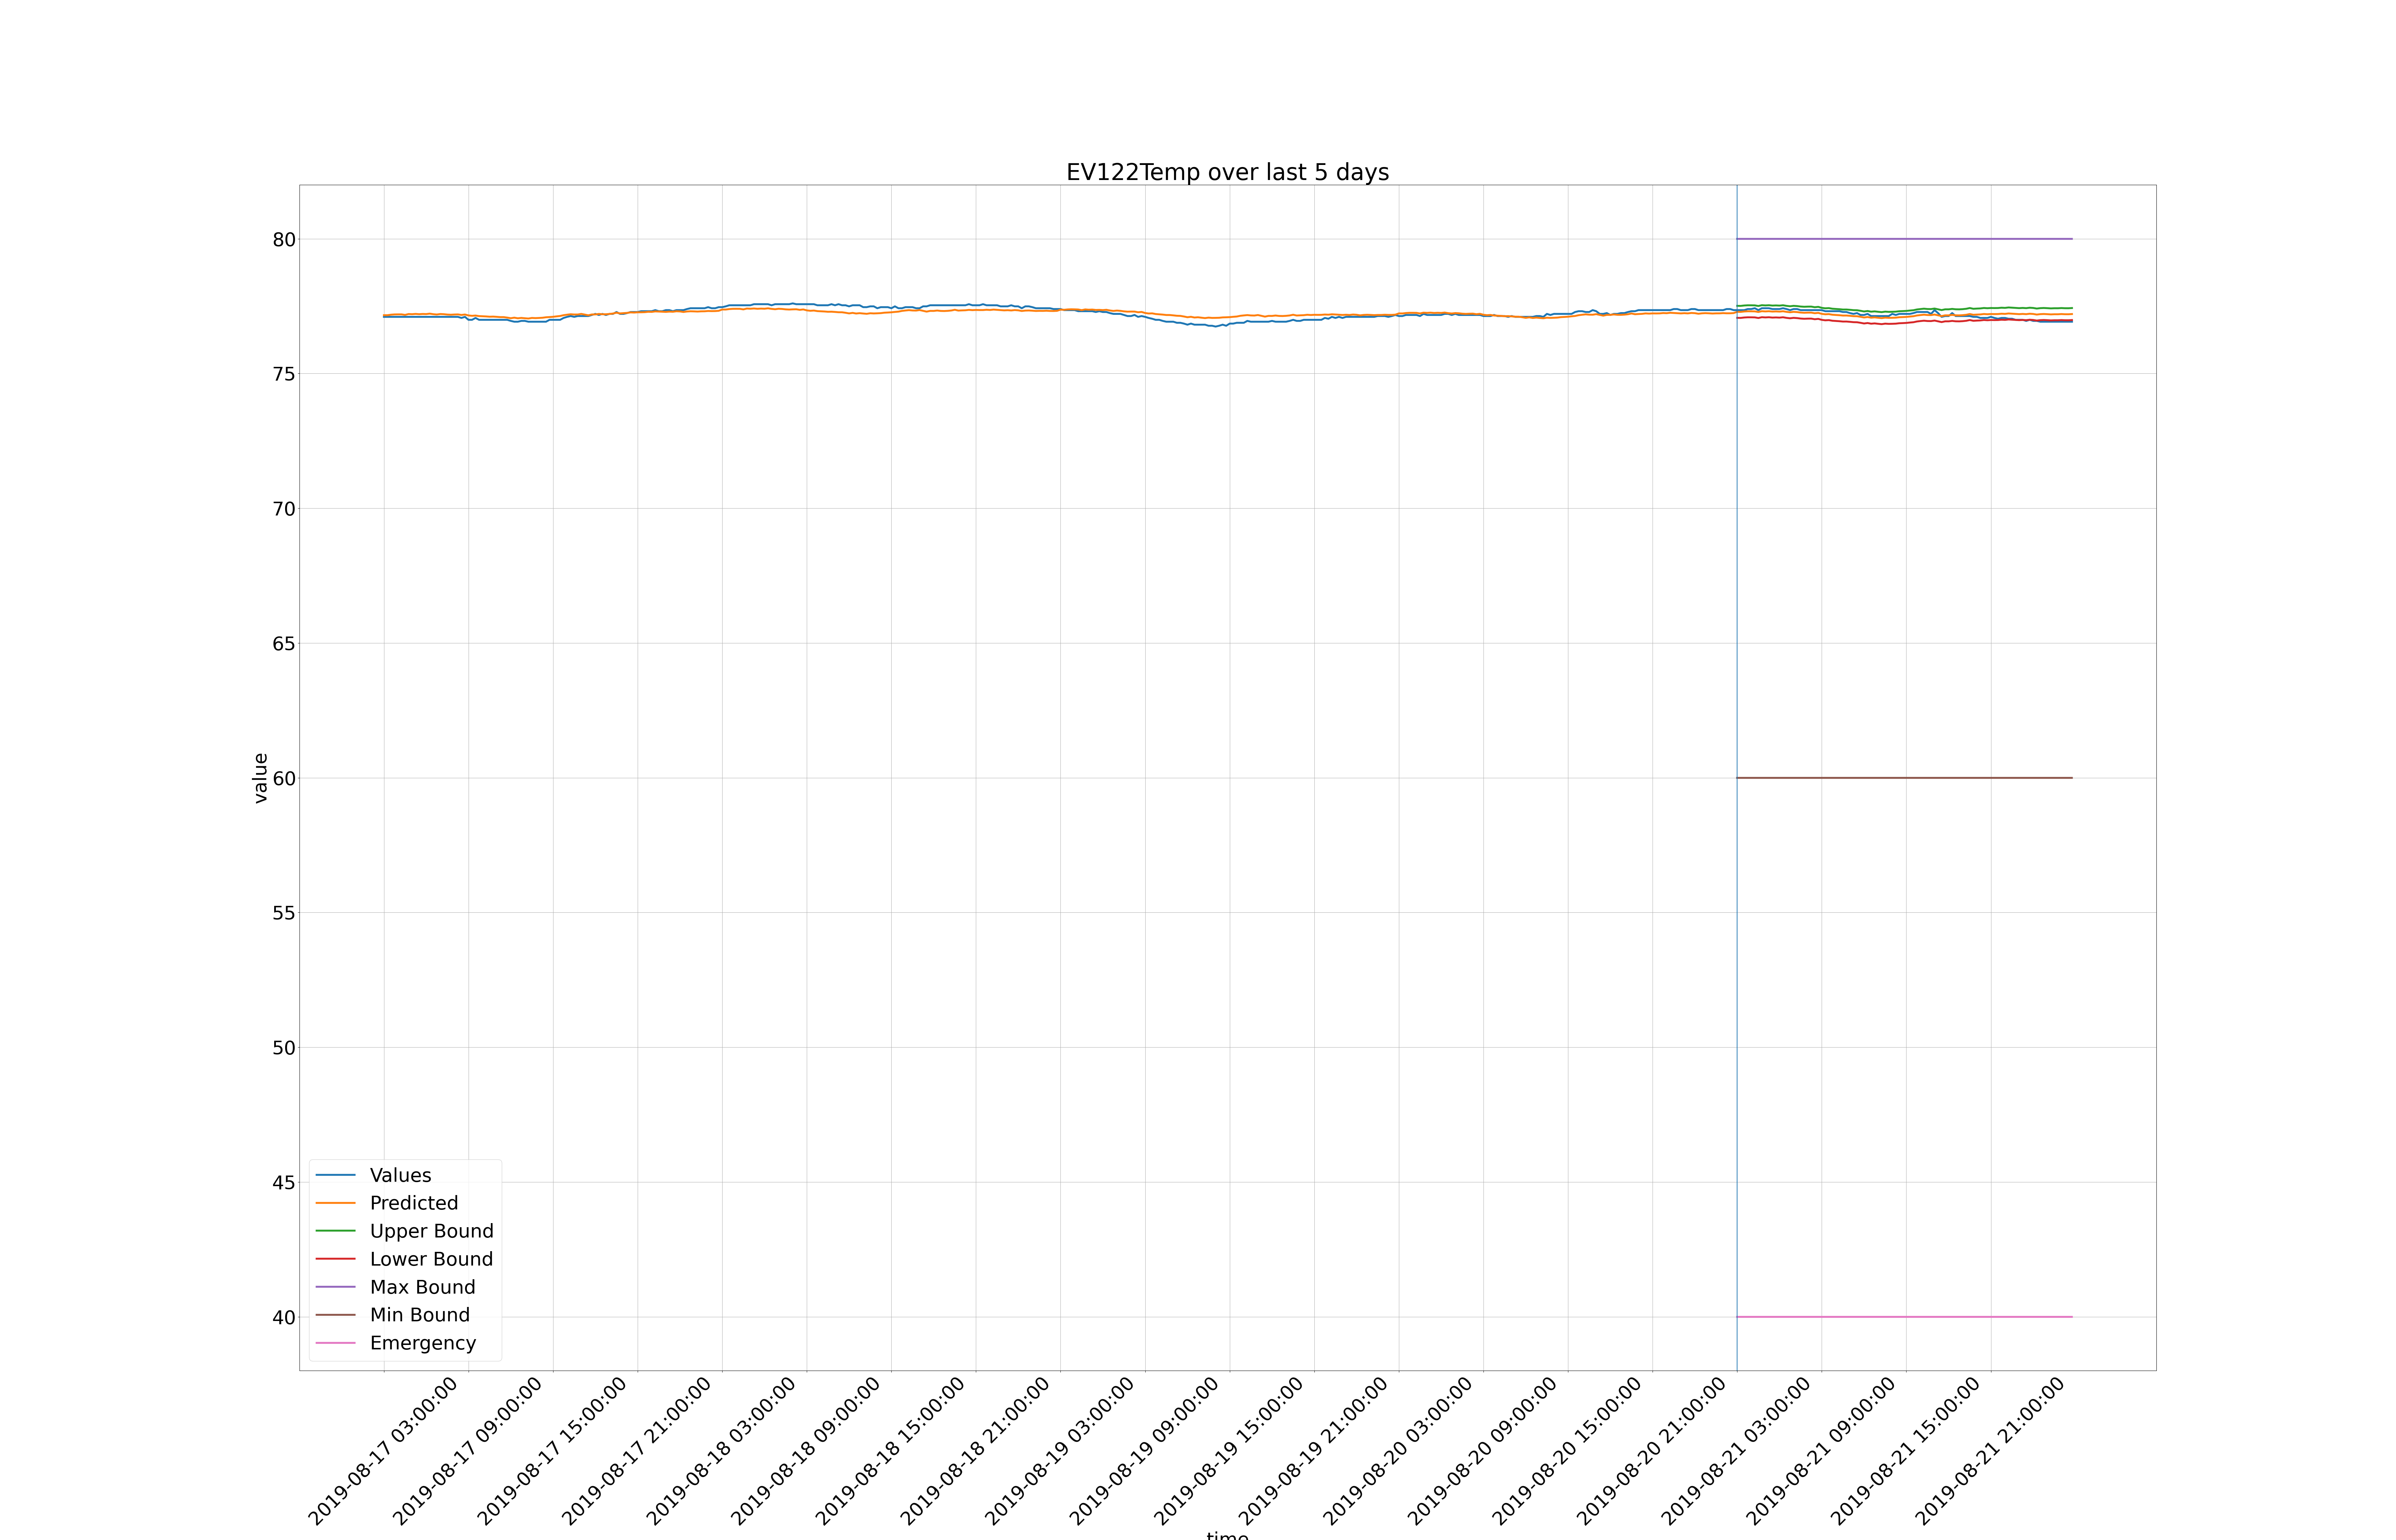 EV122Temp over last 5 days
80
75
70
65
60
55
50
45
40
value
Values
Predicted
Upper Bound
Lower Bound
Max Bound
Min Bound
Emergency
2019-08-17 03:00:00
2019-08-17 09:00:00
2019-08-17 15:00:00
2019-08-17 21:00:00
2019-08-18 03:00:00
2019-08-18 09:00:00
2019-08-18 15:00:00
2019-08-18 21:00:00
2019-08-19 03:00:00
2019-08-19 09:00:00
2019-08-19 15:00:00
2019-08-19 21:00:00
2019-08-20 03:00:00
2019-08-20 09:00:00
2019-08-20 15:00:00
2019-08-20 21:00:00
2019-08-21 03:00:00
2019-08-21 09:00:00
2019-08-21 15:00:00
2019-08-21 21:00:00
time